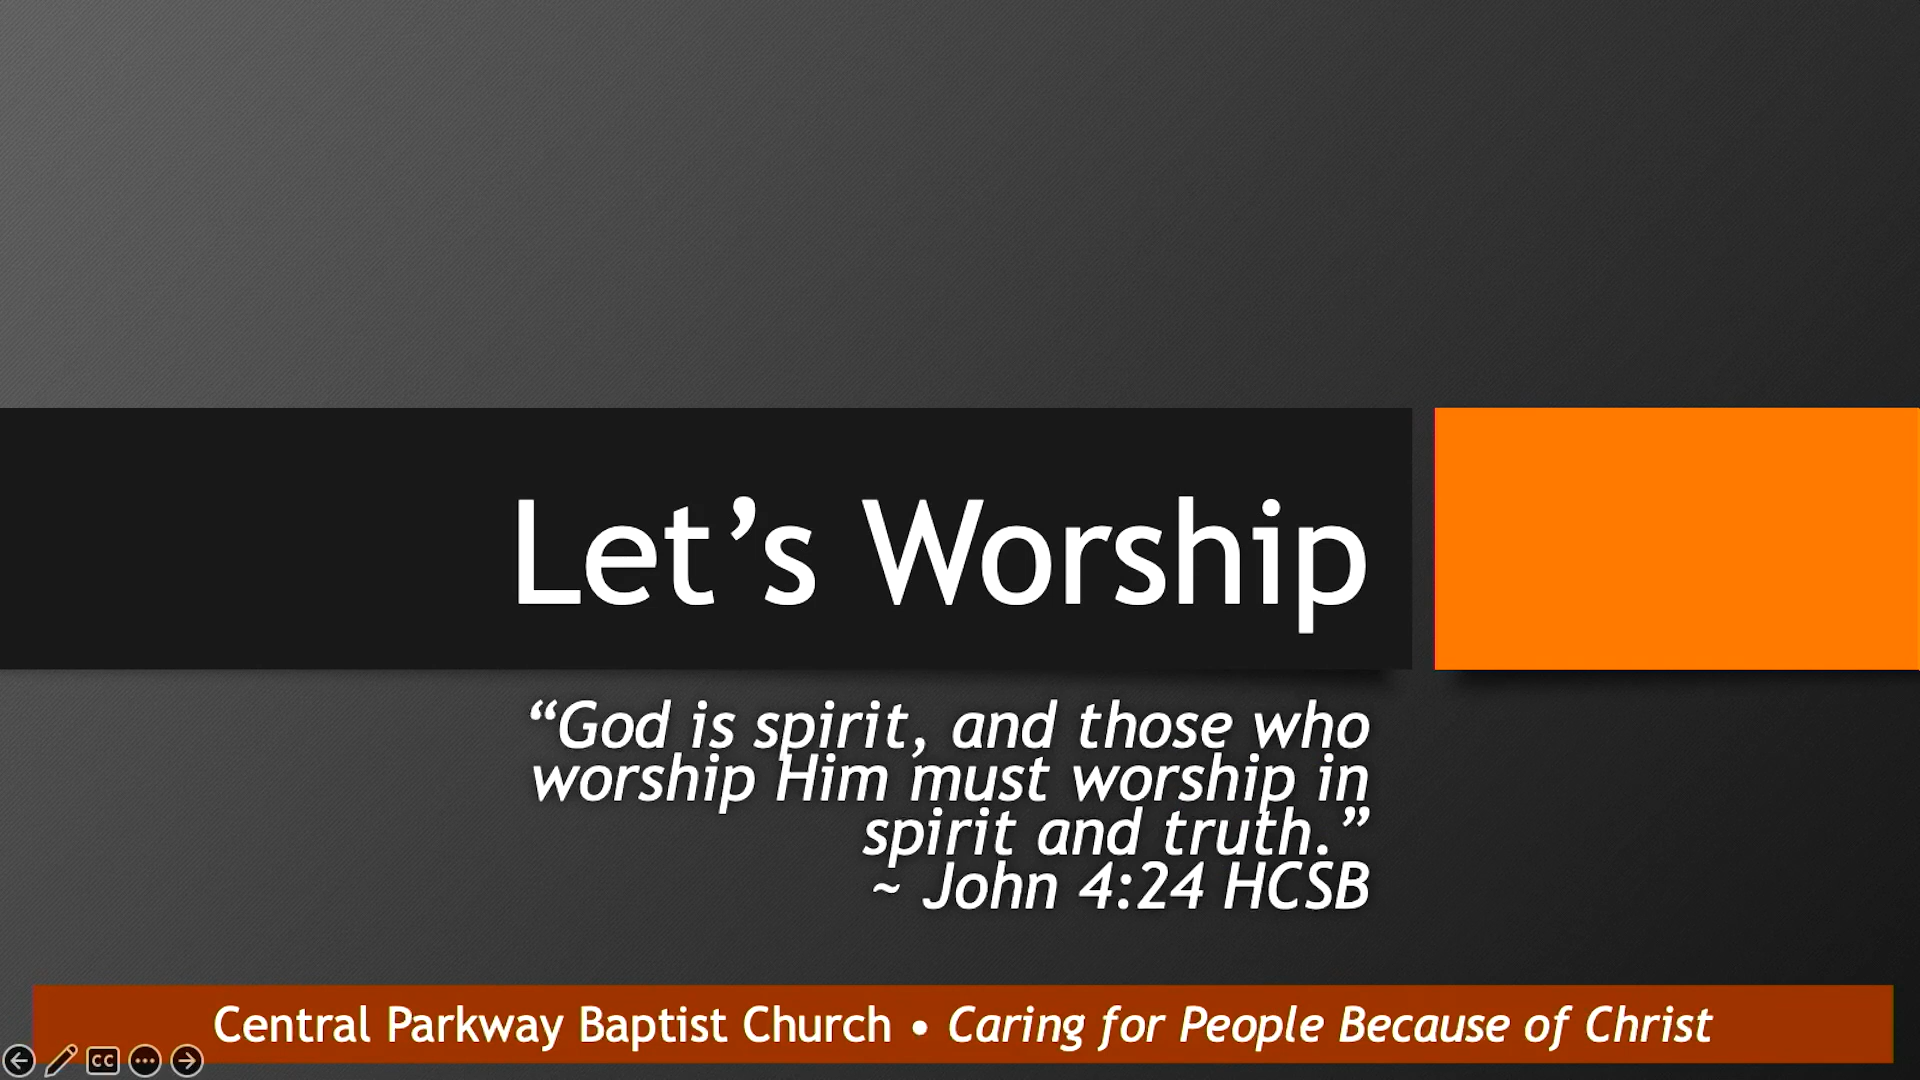 Let’s Worship
“God is spirit, and those who
worship Him must worship in
spirit and truth.”
~ John 4:24 HCSB
Central Parkway Baptist Church • Caring for People Because of Christ
CC